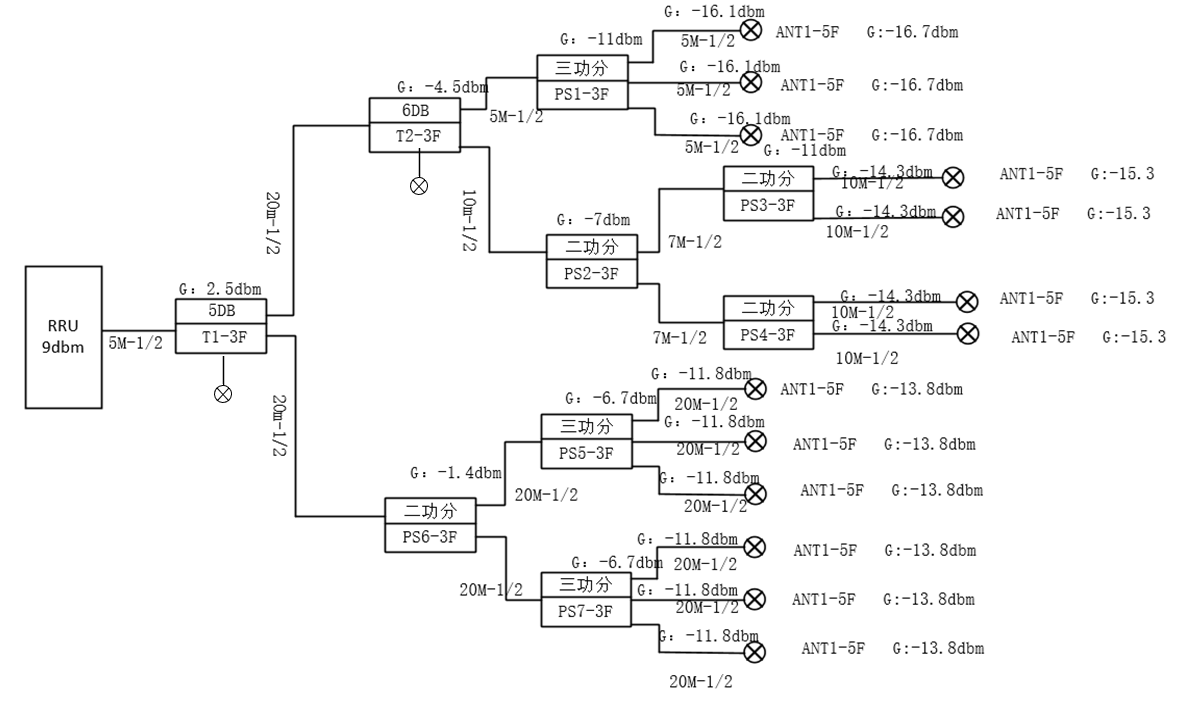 G: -16.1dbm
ANT1-5F G:-16.7dbm
5M-1/2
G: -11dbm
三功分
PS1-3F
G: -16.1dbm
ANT1-5F G:-16.7dbm
5M-1/2
G: -16.1dbm
ANT1-5F G:-16.7dbm
5M-1/2
G: -4.5dbm
6DB
T2-3F
5M-1/2
G: -11dbm
二功分
PS3-3F
G: -14.3dbm
10M-1/2
ANT1-5F G:-15.3
G: -14.3dbm
10M-1/2
ANT1-5F G:-15.3
20m-1/2
10m-1/2
G: -7dbm
二功分
PS2-3F
7M-1/2
7M-1/2
二功分
PS4-3F
G: -14.3dbm
10M-1/2
ANT1-5F G:-15.3
G: -14.3dbm
10M-1/2
ANT1-5F G:-15.3
RRU
9dbm
5M-1/2
G: 2.5dbm
5DB
T1-3F
20m-1/2
G: -6.7dbm
三功分
PS5-3F
G: -11.8dbm
20M-1/2
ANT1-5F G:-13.8dbm
G: -11.8dbm
20M-1/2
ANT1-5F G:-13.8dbm
G: -11.8dbm
20M-1/2
ANT1-5F G:-13.8dbm
G: -1.4dbm
二功分
PS6-3F
20M-1/2
20M-1/2
G: -6.7dbm
三功分
PS7-3F
G: -11.8dbm
20M-1/2
ANT1-5F G:-13.8dbm
G: -11.8dbm
20M-1/2
ANT1-5F G:-13.8dbm
G: -11.8dbm
20M-1/2
ANT1-5F G:-13.8dbm